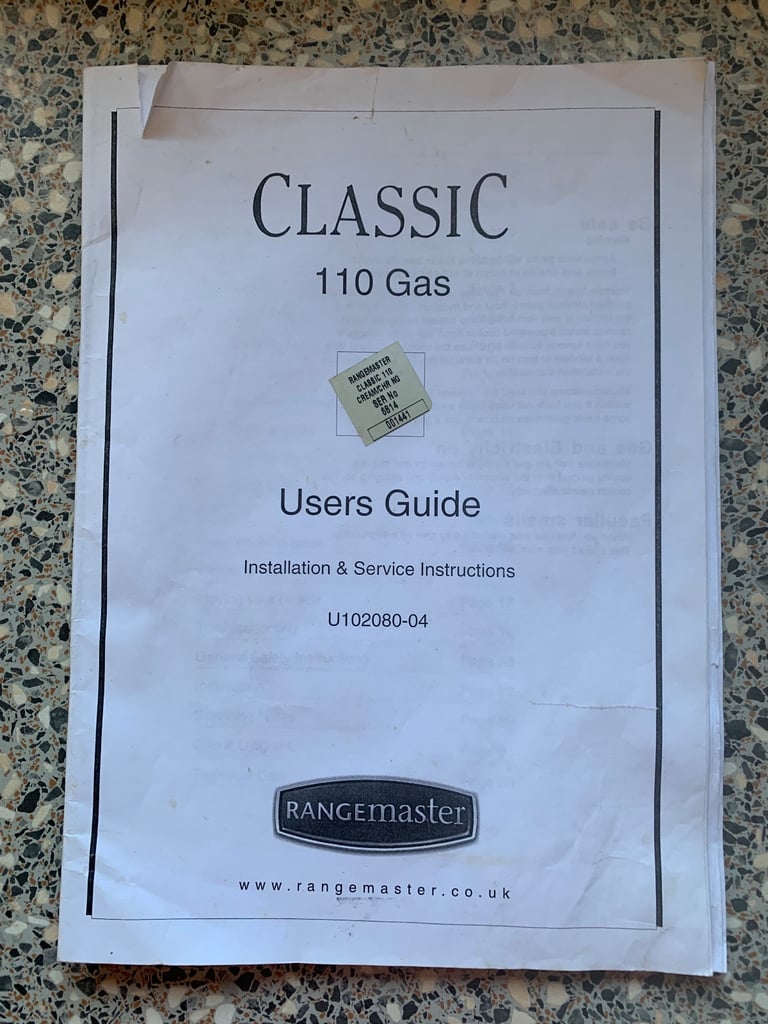 CLASSIC
110 Gas
RANGEMASTER
CLASSIC 110
CREAM/CHR NG
SER No
6614
001441
Users Guide
Installation & Service Instructions
U102080-04
RANGEmaster
www.rangemaster.co.uk